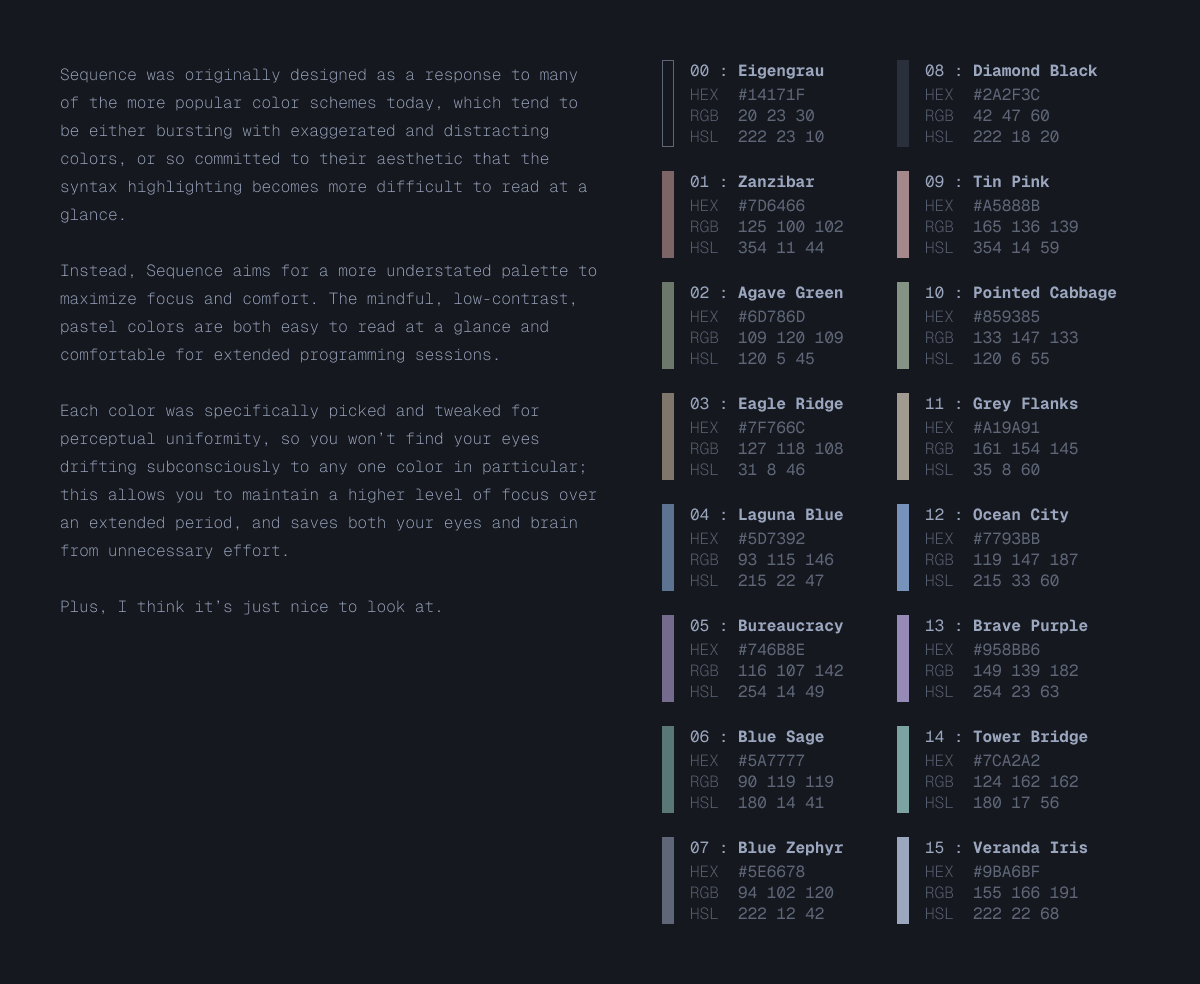 Sequence was originally designed as a response to many
of the more popular color schemes today, which tend to
be either bursting with exaggerated and distracting
colors, or so committed to their aesthetic that the
syntax highlighting becomes more difficult to read at a
glance.
Instead, Sequence aims for a more understated palette to
maximize focus and comfort. The mindful, low-contrast,
pastel colors are both easy to read at a glance and
comfortable for extended programming sessions.
Each color was specifically picked and tweaked for
perceptual uniformity, so you won’t find your eyes
drifting subconsciously to any one color in particular;
this allows you to maintain a higher level of focus over
an extended period, and saves both your eyes and brain
from unnecessary effort.
Plus, I think it’s just nice to look at.
00 : Eigengrau
HEX #14171F
RGB 20 23 30
HSL 222 23 10
01 : Zanzibar
HEX #7D6466
RGB 125 100 102
HSL 354 11 44
02 : Agave Green
HEX #6D786D
RGB 109 120 109
HSL 120 5 45
03 : Eagle Ridge
HEX #7F766C
RGB 127 118 108
HSL 31 8 46
04 : Laguna Blue
HEX #5D7392
RGB 93 115 146
HSL 215 22 47
05 : Bureaucracy
HEX #746B8E
RGB 116 107 142
HSL 254 14 49
06 : Blue Sage
HEX #5A7777
RGB 90 119 119
HSL 180 14 41
07 : Blue Zephyr
HEX #5E6678
RGB 94 102 120
HSL 222 12 42
08 : Diamond Black
HEX #2A2F3C
RGB 42 47 60
HSL 222 18 20
09 : Tin Pink
HEX #A5888B
RGB 165 136 139
HSL 354 14 59
10 : Pointed Cabbage
HEX #859385
RGB 133 147 133
HSL 120 6 55
11 : Grey Flanks
HEX #A19A91
RGB 161 154 145
HSL 35 8 60
12 : Ocean City
HEX #7793BB
RGB 119 147 187
HSL 215 33 60
13 : Brave Purple
HEX #958BB6
RGB 149 139 182
HSL 254 23 63
14 : Tower Bridge
HEX #7CA2A2
RGB 124 162 162
HSL 180 17 56
15 : Veranda Iris
HEX #9BA6BF
RGB 155 166 191
HSL 222 22 68